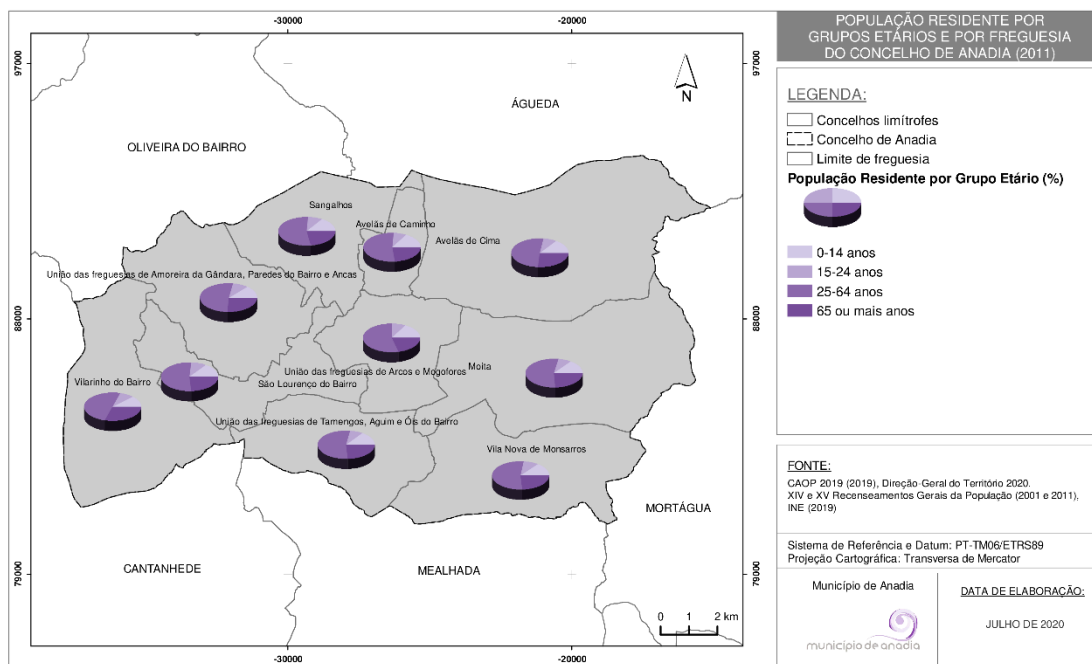 -30000
-20000
97000
97000
N
ÁGUEDA
OLIVEIRA DO BAIRRO
Sangalhos
Avelãs de Caminho
Avelãs de Cima
União das freguesias de Amoreira da Gândara, Paredes do Bairro e Ancas
88000
88000
União das freguesias de Arcos e Mogofores
Moita
Vilarinho do Bairro
São Lourenço do Bairro
União das freguesias de Tamengos, Aguim e Óis do Bairro
Vila Nova de Monsarros
MORTÁGUA
CANTANHEDE
MEALHADA
79000
79000
0 1 2 km
-30000
-20000
POPULAÇÃO RESIDENTE POR
GRUPOS ETÁRIOS E POR FREGUESIA
DO CONCELHO DE ANADIA (2011)
LEGENDA:
Concelhos limítrofes
Concelho de Anadia
Limite de freguesia
População Residente por Grupo Etário (%)
0-14 anos
15-24 anos
25-64 anos
65 ou mais anos
FONTE:
CAOP 2019 (2019), Direção-Geral do Território 2020.
XIV e XV Recenseamentos Gerais da População (2001 e 2011),
INE (2019)
Sistema de Referência e Datum: PT-TM06/ETRS89
Projeção Cartográfica: Transversa de Mercator
Município de Anadia
município de anadia
DATA DE ELABORAÇÃO:
JULHO DE 2020